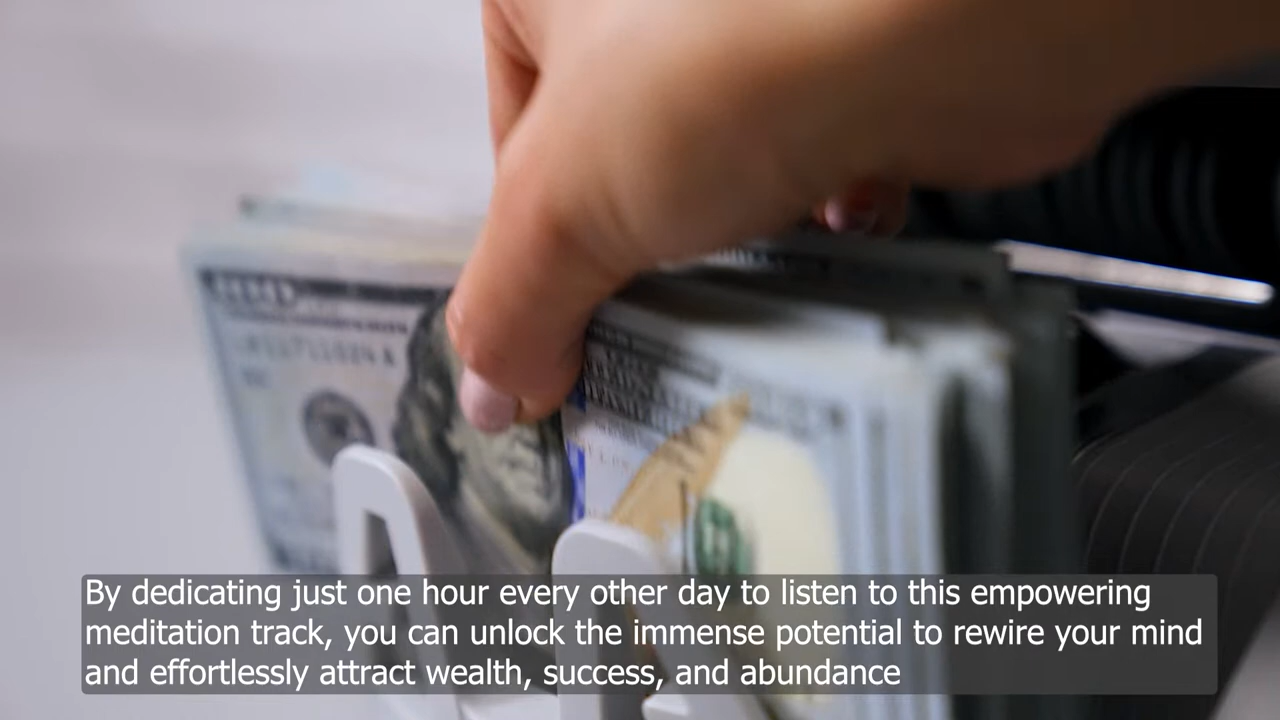 By dedicating just one hour every other day to listen to this empowering
meditation track, you can unlock the immense potential to rewire your mind
and effortlessly attract wealth, success, and abundance